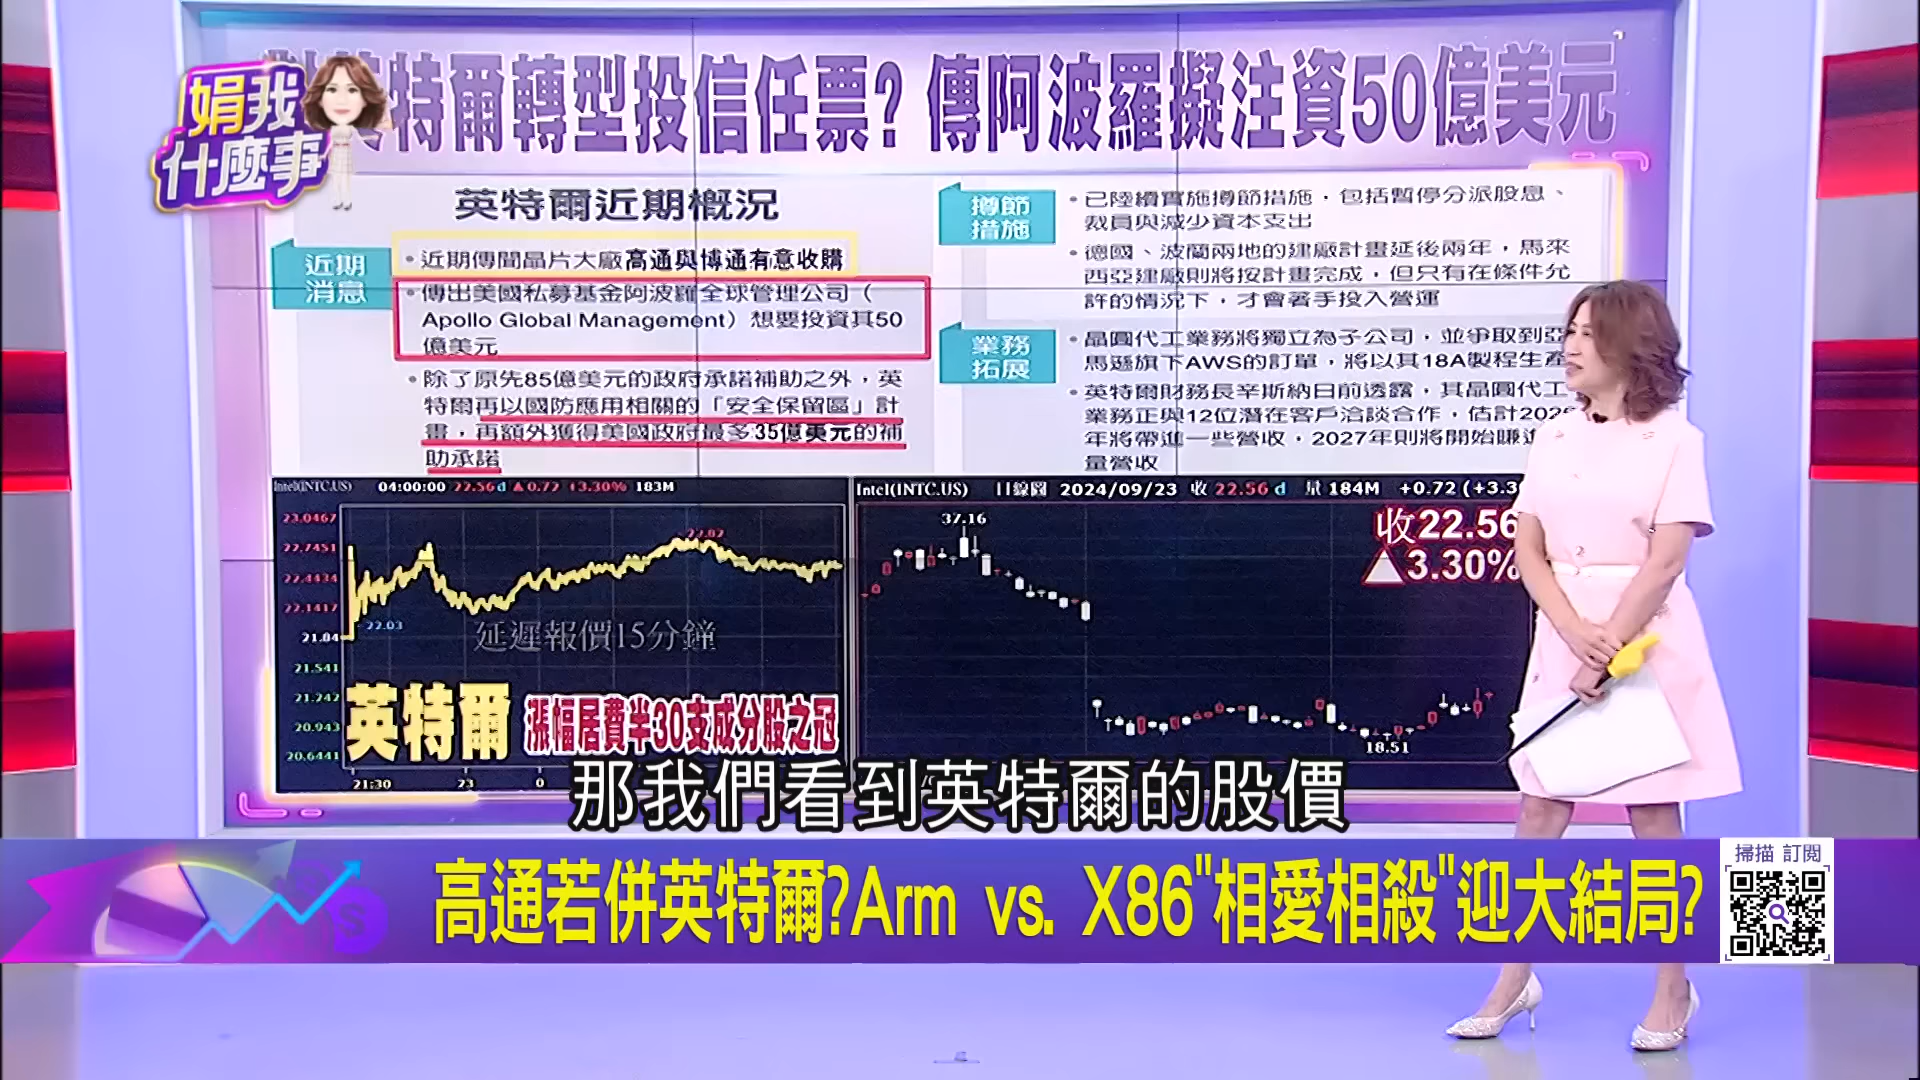 娟我
什麼事
英特爾轉型投信任票？傳阿波羅擬注資50億美元
英特爾近期概況
近期
消息
•近期傳聞晶片大廠高通與博通有意收購
•傳出美國私募基金阿波羅全球管理公司（
Apollo Global Management）想要投資其50
億美元
•除了原先85億美元的政府承諾補助之外，英
特爾再以國防應用相關的「安全保留區」計
畫，再額外獲得美國政府最多35億美元的補
助承諾
撙節
措施
•已陸續實施撙節措施，包括暫停分派股息、
裁員與減少資本支出
•德國、波蘭兩地的建廠計畫延後兩年，馬來
西亞建廠則將按計畫完成，但只有在條件允
許的情況下，才會著手投入營運
業務
拓展
•晶圓代工業務將獨立為子公司，並爭取到亞
馬遜旗下AWS的訂單，將以其18A製程生產
•英特爾財務長辛斯納日前透露，其晶圓代工
業務正與12位潛在客戶洽談合作，估計202
年將帶進一些營收，2027年則將開始賺
量營收
Intel(INTC.US) 04:00:00 22.56 d ▲0.72 +3.30% 183M
23.0467
22.7451
22.4434
22.1417
21.84
21.541
21.242
20.943
20.6441
22.82
22.03
延遲報價15分鐘
英特爾 漲幅居費半30支成分股之冠
21:30 23 0
Intel(INTC.US) 日線圖 2024/09/23 收 22.56 d 量 184M +0.72 (+3.3
37.16
收22.56
▲3.30%
18.51
那我們看到英特爾的股價
高通若併英特爾?Arm vs. X86"相愛相殺"迎大結局?
掃描 訂閱